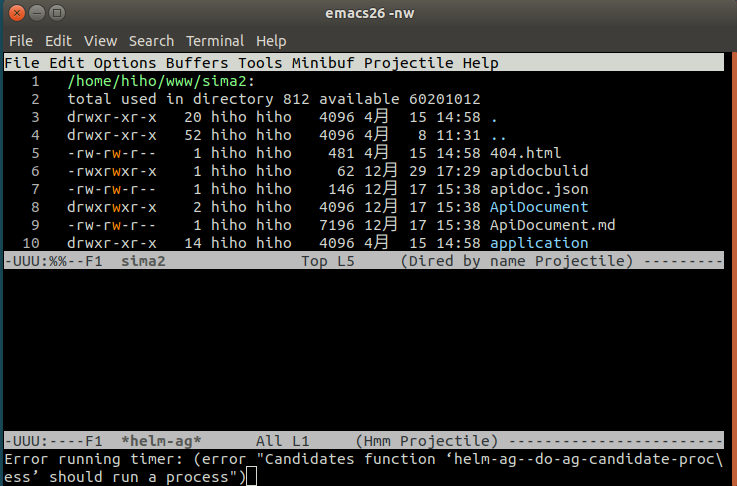 emacs26 -nw
File Edit View Search Terminal Help
File Edit Options Buffers Tools Minibuf Projectile Help
1 /home/hiho/www/sima2:
2 total used in directory 812 available 60201012
3 drwxr-xr-x 20 hiho hiho 4096 4月 15 14:58 .
4 drwxr-xr-x 52 hiho hiho 4096 4月 8 11:31 ..
5 -rw-rw-r-- 1 hiho hiho 481 4月 15 14:58 404.html
6 -rwxrwxr-x 1 hiho hiho 62 12月 29 17:29 apidocbulid
7 -rw-rw-r-- 1 hiho hiho 146 12月 17 15:38 apidoc.json
8 drwxrwxr-x 2 hiho hiho 4096 12月 17 15:38 ApiDocument
9 -rw-rw-r-- 1 hiho hiho 7196 12月 17 15:38 ApiDocument.md
10 drwxr-xr-x 14 hiho hiho 4096 4月 15 14:58 application
-UUU:%%--F1 sima2 Top L5 (Dired by name Projectile) ---------
-UUU:----F1 *helm-ag* All L1 (Hmm Projectile)------------------------
Error running timer: (error "Candidates function ‘helm-ag--do-ag-candidate-proc\
ess’ should run a process")